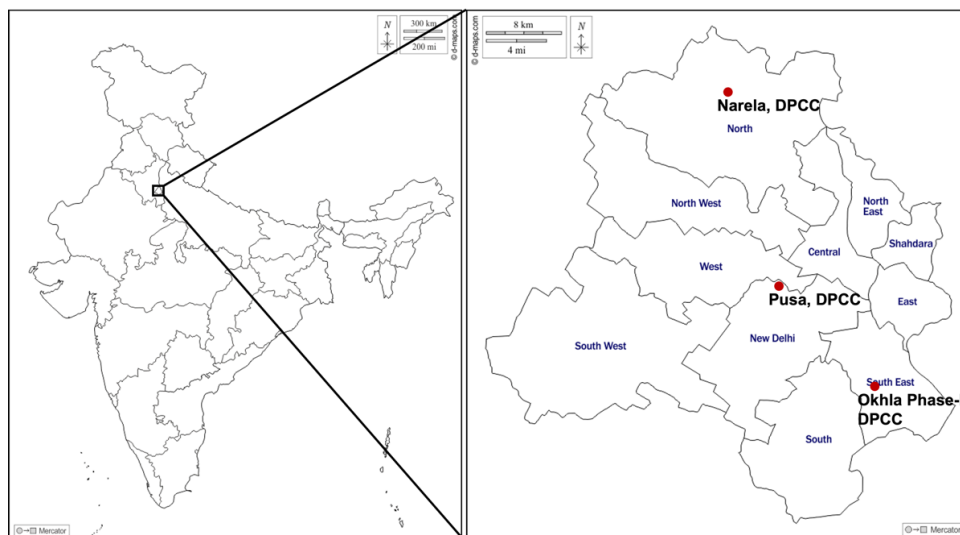 N
300 km
200 mi
© d-maps.com
Mercator
8 km
4 mi
N
© d-maps.com
Narela, DPCC
North
North West
North
East
Shahdara
Central
West
Pusa, DPCC
East
New Delhi
South West
South East
Okhla Phase-
DPCC
South
Mercator